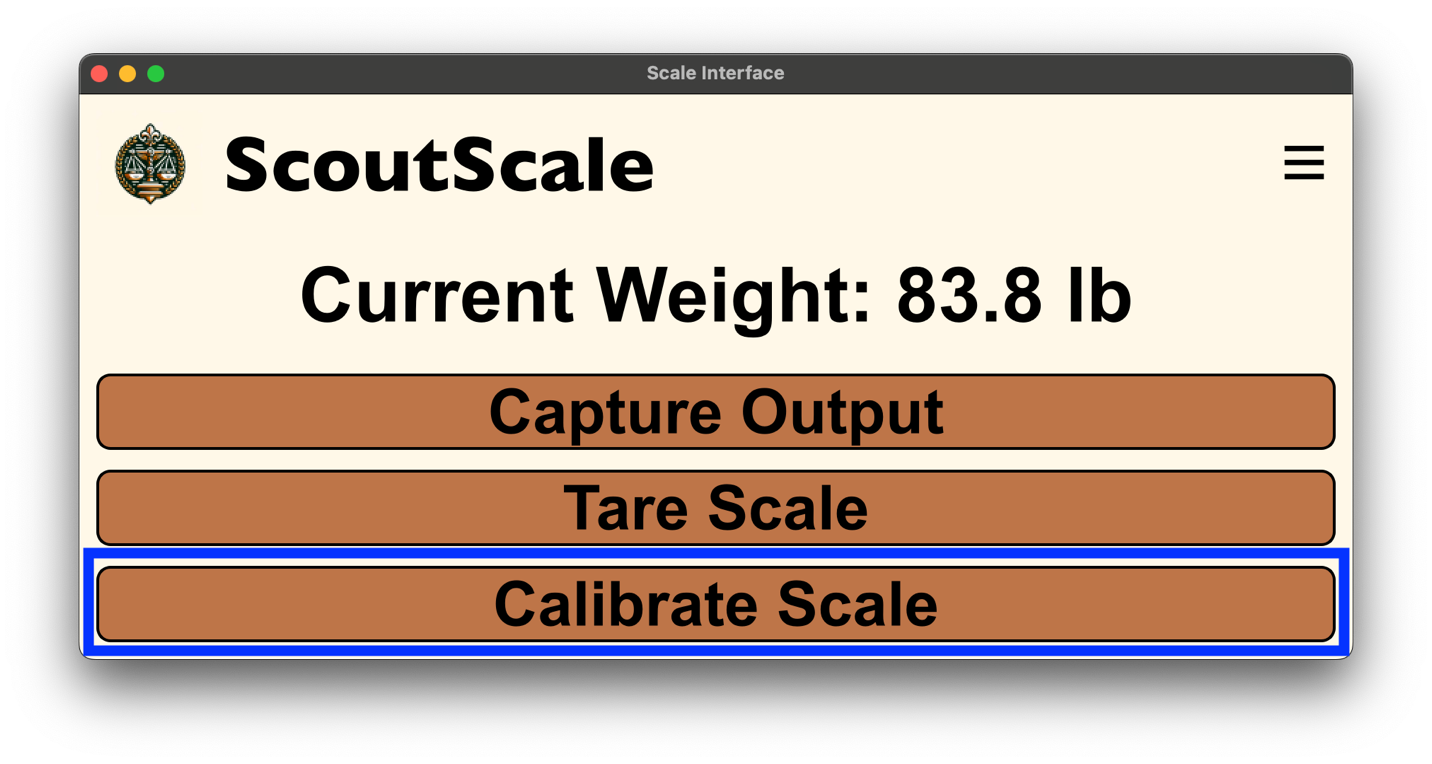 Scale Interface
ScoutScale
Current Weight: 83.8 lb
Capture Output
Tare Scale
Calibrate Scale